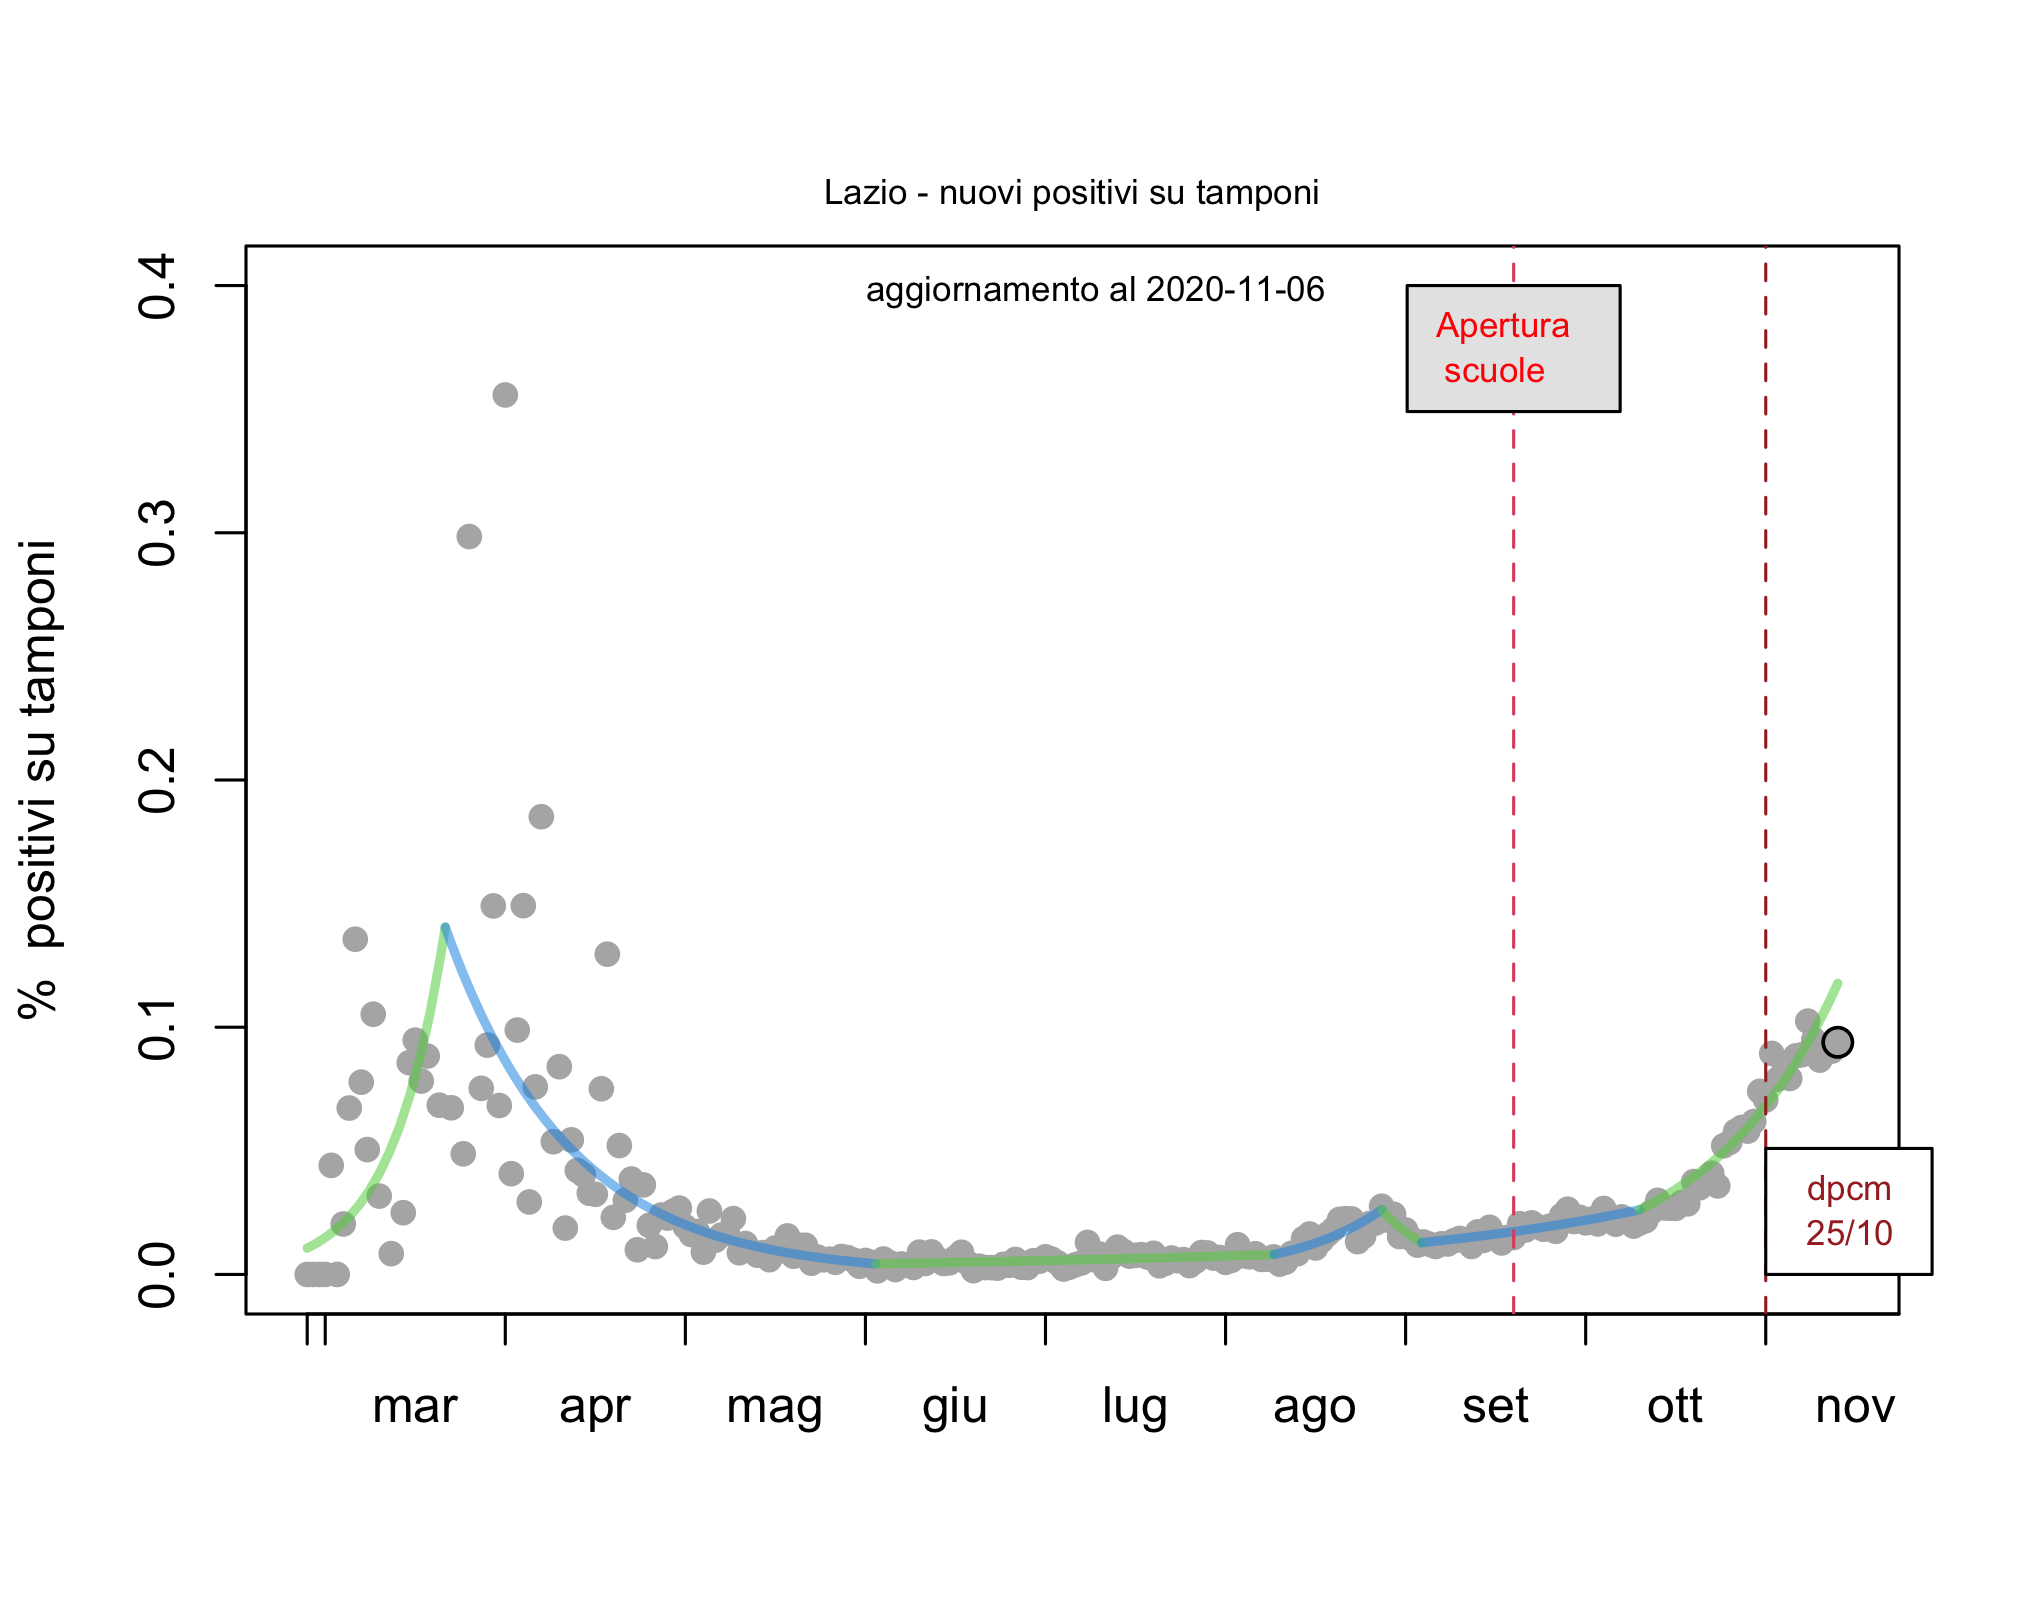 Lazio - nuovi positivi su tamponi
aggiornamento al 2020-11-06
Apertura
scuole
% positivi su tamponi
0.4
0.3
0.2
0.1
0.0
dpcm
25/10
mar apr mag giu lug ago set ott nov